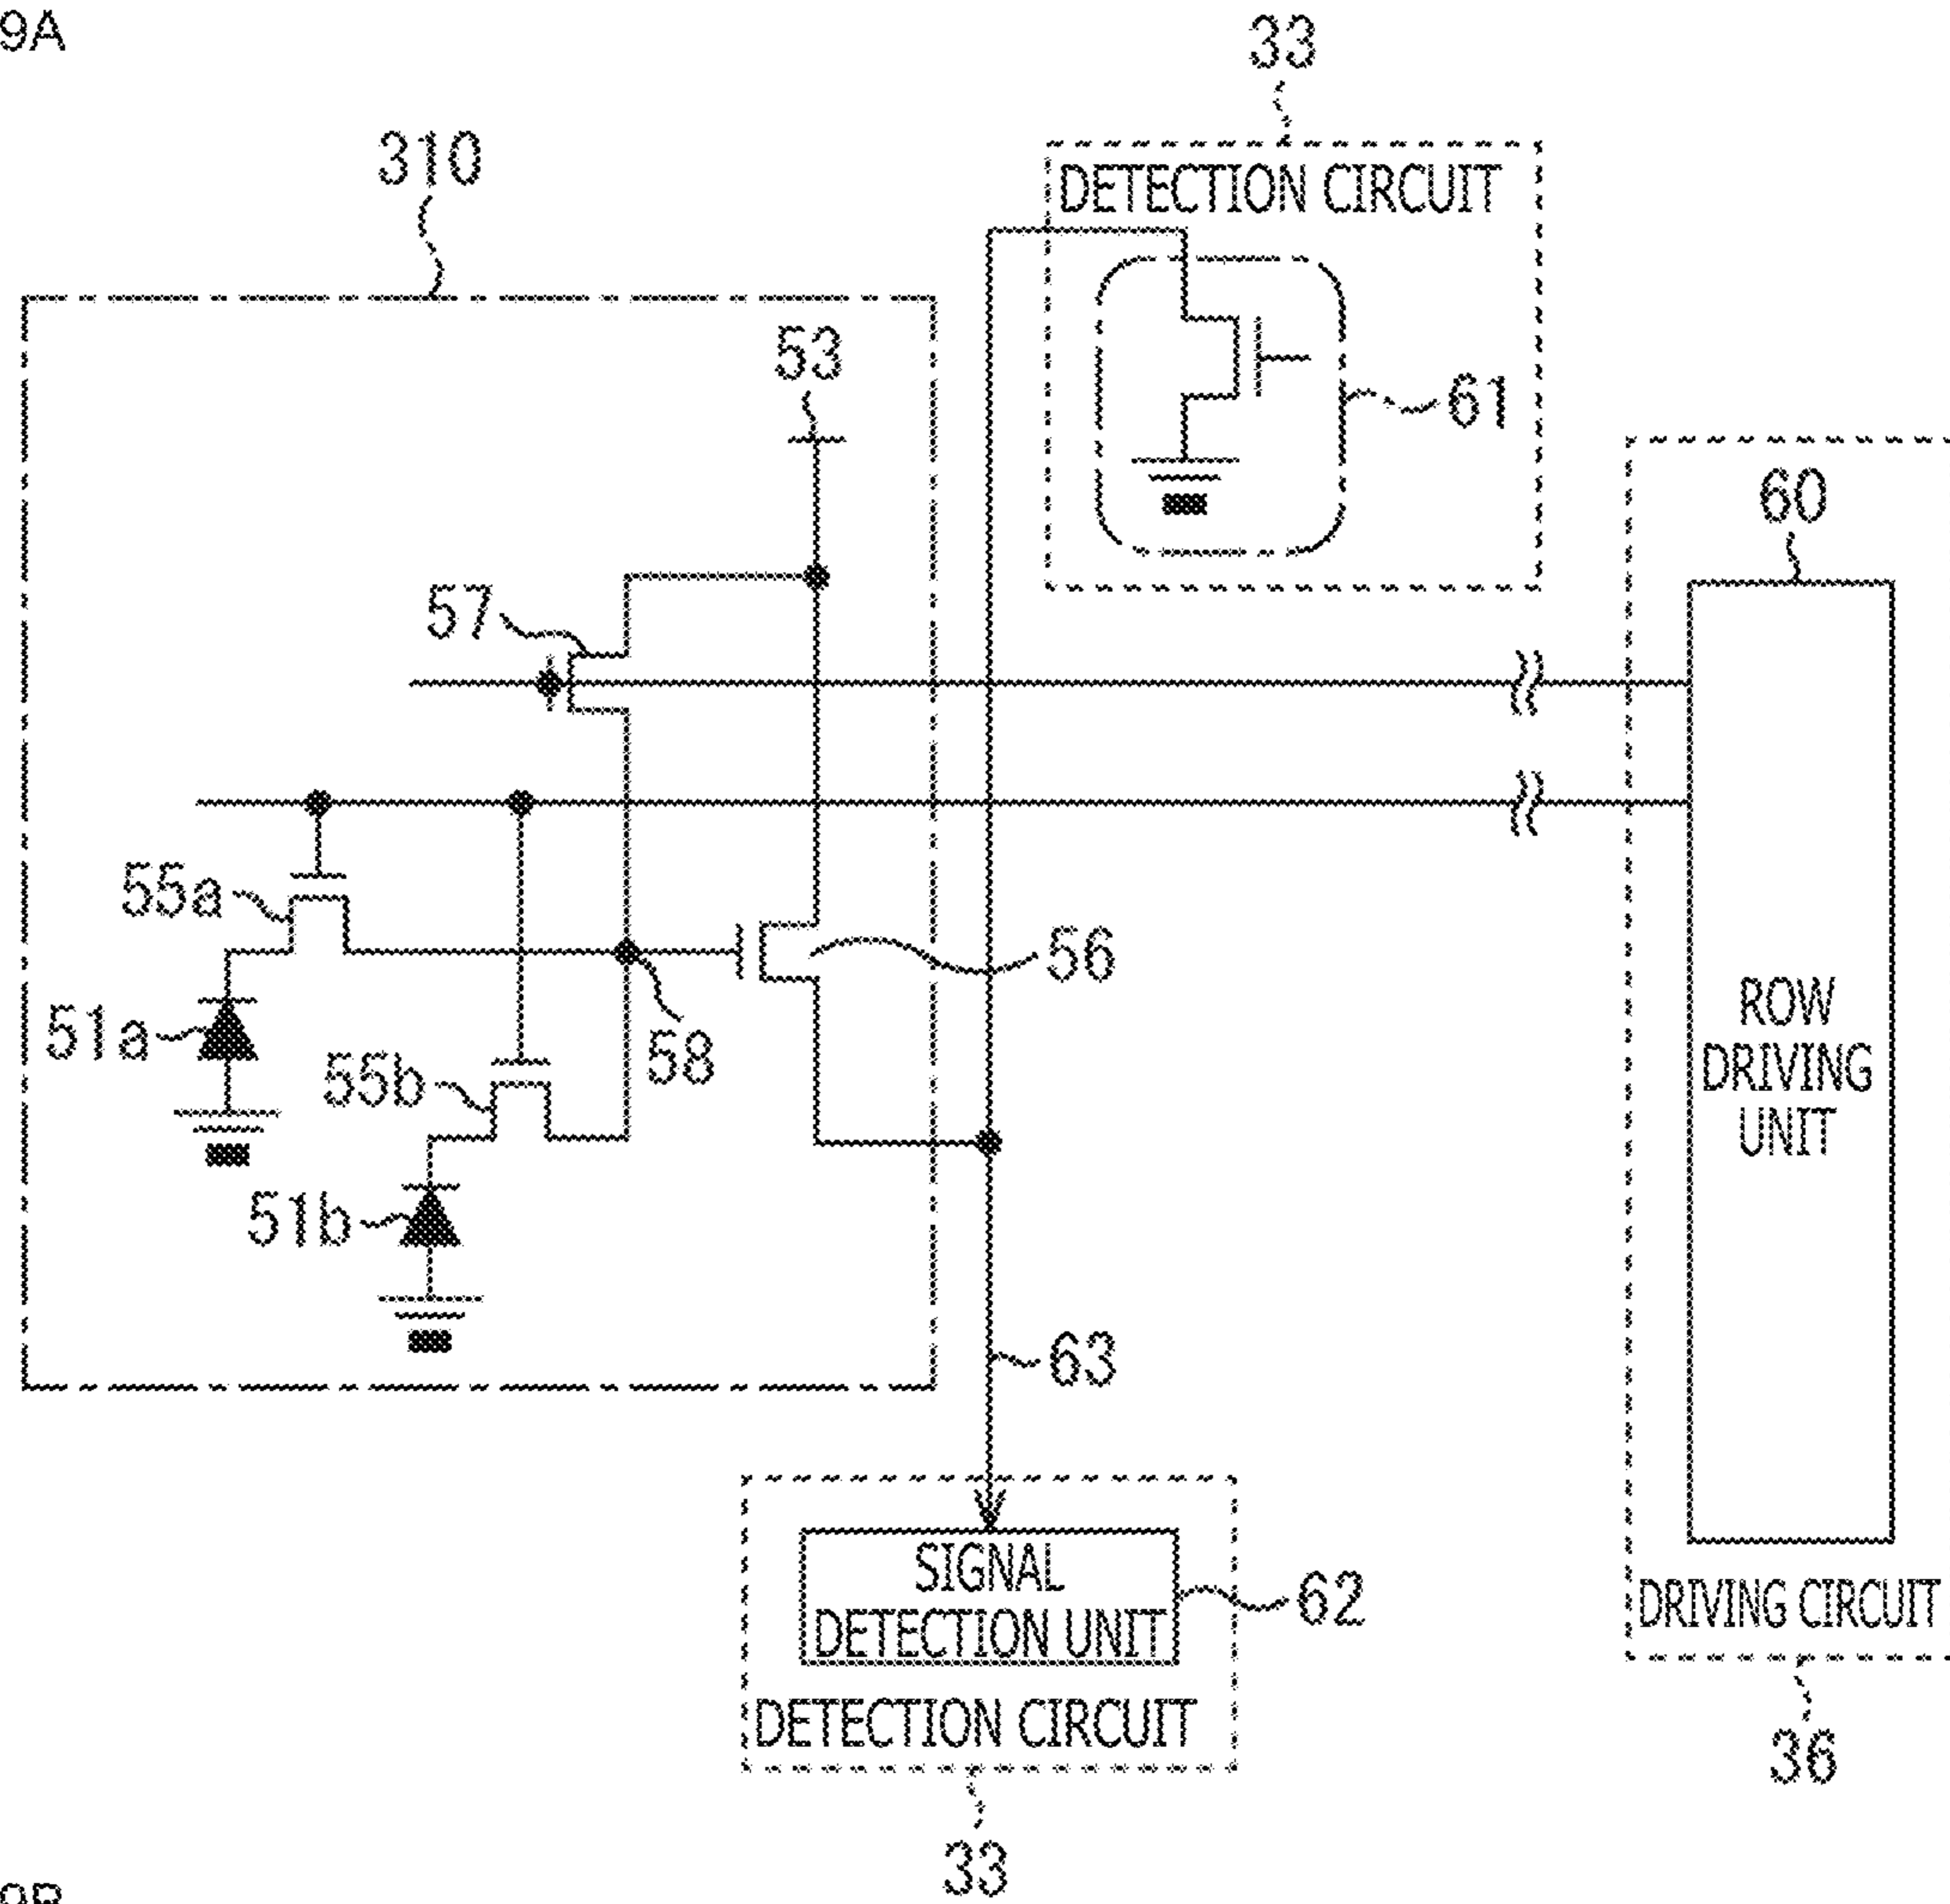 9A
33
310
DETECTION CIRCUIT
53
61
60
57
55a
56
ROW
DRIVING
UNIT
51a
58
55b
51b
63
SIGNAL
DETECTION UNIT
62
DRIVING CIRCUIT
DETECTION CIRCUIT
36
33